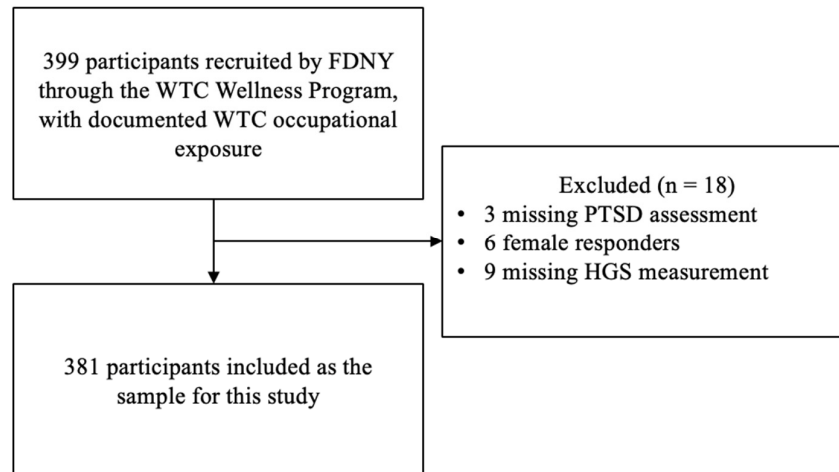 399 participants recruited by FDNY
through the WTC Wellness Program,
with documented WTC occupational
exposure
Excluded (n = 18)
• 3 missing PTSD assessment
• 6 female responders
• 9 missing HGS measurement
381 participants included as the
sample for this study